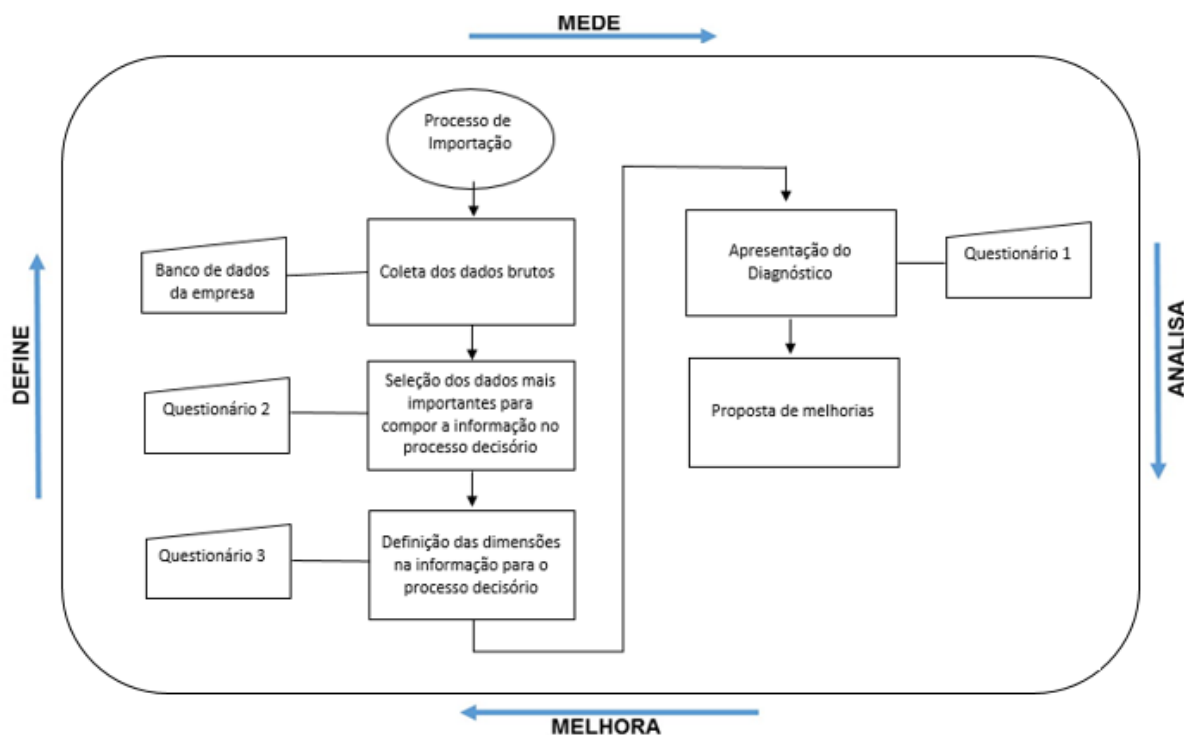 MEDE
Processo de
Importação
Banco de dados
da empresa
Coleta dos dados brutos
Apresentação do
Diagnóstico
Questionário 1
DEFINE
ANALISA
Questionário 2
Seleção dos dados mais
importantes para
compor a informação no
processo decisório
Proposta de melhorias
Questionário 3
Definição das dimensões
na informação para o
processo decisório
MELHORA